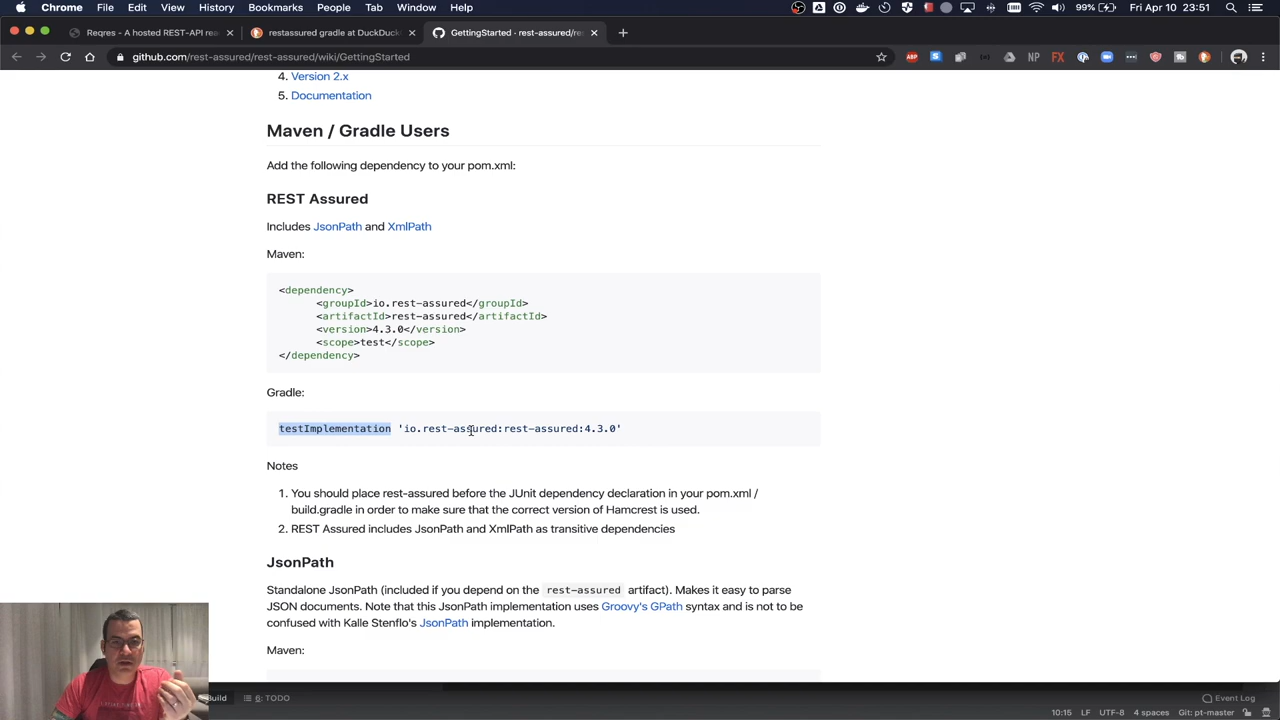 Chrome File Edit View History Bookmarks People Tab Window Help 99% Fri Apr 10 23:51
Reqres - A hosted REST-API rea restassured gradle at DuckDuck GettingStarted · rest-assured/res
github.com/rest-assured/rest-assured/wiki/GettingStarted ABP NP FX
4. Version 2.x
5. Documentation
Maven / Gradle Users
Add the following dependency to your pom.xml:
REST Assured
Includes JsonPath and XmlPath
Maven:
<dependency>
<groupId>io.rest-assured</groupId>
<artifactId>rest-assured</artifactId>
<version>4.3.0</version>
<scope>test</scope>
</dependency>
Gradle:
testImplementation 'io.rest-assured:rest-assured:4.3.0'
Notes
1. You should place rest-assured before the JUnit dependency declaration in your pom.xml /
build.gradle in order to make sure that the correct version of Hamcrest is used.
2. REST Assured includes JsonPath and XmlPath as transitive dependencies
JsonPath
Standalone JsonPath (included if you depend on the rest-assured artifact). Makes it easy to parse
JSON documents. Note that this JsonPath implementation uses Groovy's GPath syntax and is not to be
confused with Kalle Stenflo's JsonPath implementation.
Maven:
Build 6: TODO Event Log
10:15 LF UTF-8 4 spaces Git: pt-master